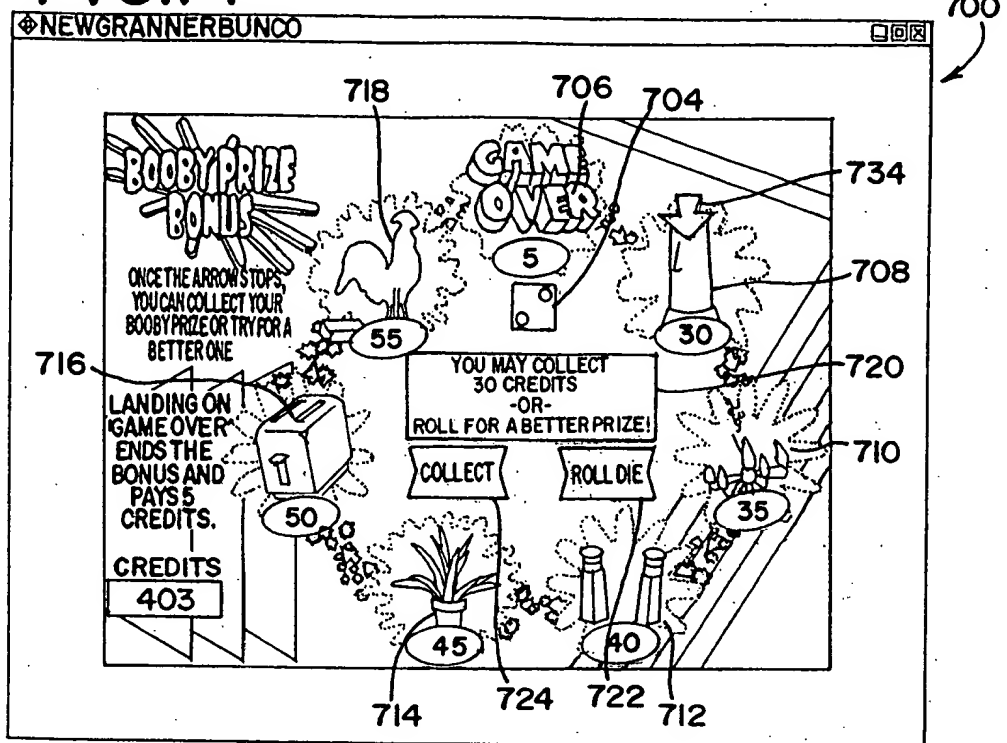 700
NEWGRANNERBUNCO
718
706
704
GAME
OVER
734
BOOBY PRIZE
BONUS
5
708
ONCE THE ARROW STOPS,
YOU CAN COLLECT YOUR
BOOBY PRIZE OR TRY FOR A
BETTER ONE
55
30
716
YOU MAY COLLECT
30 CREDITS
-OR-
ROLL FOR A BETTER PRIZE!
720
LANDING ON
"GAME OVER"
ENDS THE
BONUS AND
PAYS 5
CREDITS.
COLLECT
ROLL DIE
710
50
35
CREDITS
403
45
40
714
724
722
712